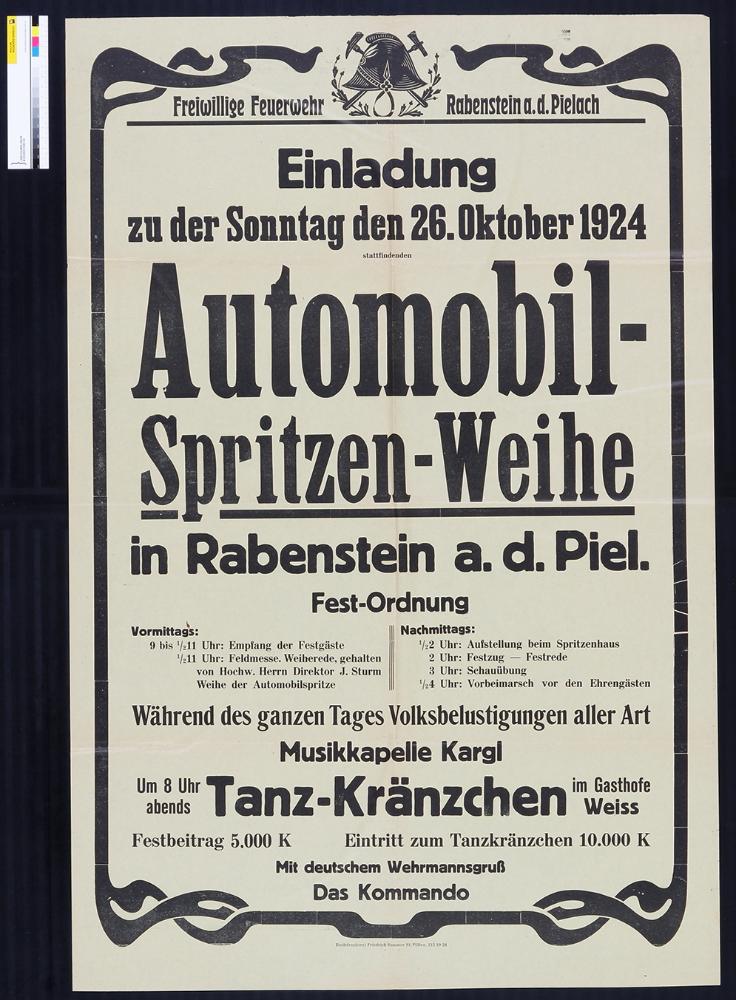 Freiwillige Feuerwehr Rabenstein a. d. Pielach
Einladung
zu der Sonntag den 26. Oktober 1924
stattfindenden
Automobil-
Spritzen-Weihe
in Rabenstein a. d. Piel.
Fest-Ordnung
Vormittags:
9 bis ½11 Uhr: Empfang der Festgäste
½11 Uhr: Feldmesse. Weiherede, gehalten
von Hochw. Herrn Direktor J. Sturm
Weihe der Automobilspritze
Nachmittags:
½2 Uhr: Aufstellung beim Spritzenhaus
2 Uhr: Festzug — Festrede
3 Uhr: Schauübung
¼4 Uhr: Vorbeimarsch vor den Ehrengästen
Während des ganzen Tages Volksbelustigungen aller Art
Musikkapelle Kargl
Um 8 Uhr abends Tanz-Kränzchen im Gasthofe Weiss
Festbeitrag 5.000 K Eintritt zum Tanzkränzchen 10.000 K
Mit deutschem Wehrmannsgruß
Das Kommando